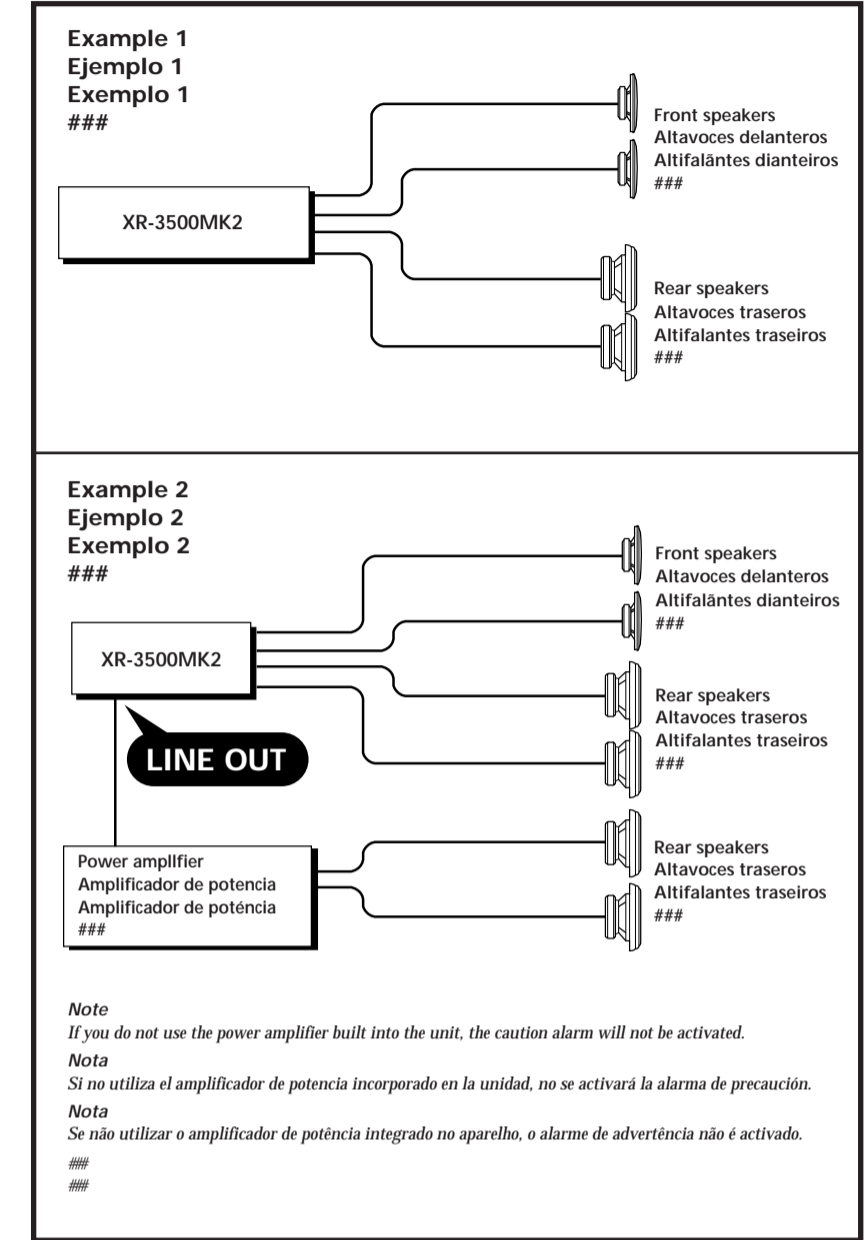 Example 1
Ejemplo 1
Exemplo 1
###
XR-3500MK2
Front speakers
Altavoces delanteros
Altifalãntes dianteiros
###
Rear speakers
Altavoces traseros
Altifalantes traseiros
###
Example 2
Ejemplo 2
Exemplo 2
###
XR-3500MK2
LINE OUT
Front speakers
Altavoces delanteros
Altifalãntes dianteiros
###
Rear speakers
Altavoces traseros
Altifalantes traseiros
###
Power amplIfier
Amplificador de potencia
Amplificador de poténcia
###
Rear speakers
Altavoces traseros
Altifalantes traseiros
###
Note
If you do not use the power amplifier built into the unit, the caution alarm will not be activated.
Nota
Si no utiliza el amplificador de potencia incorporado en la unidad, no se activará la alarma de precaución.
Nota
Se não utilizar o amplificador de potência integrado no aparelho, o alarme de advertência não é activado.
###
###